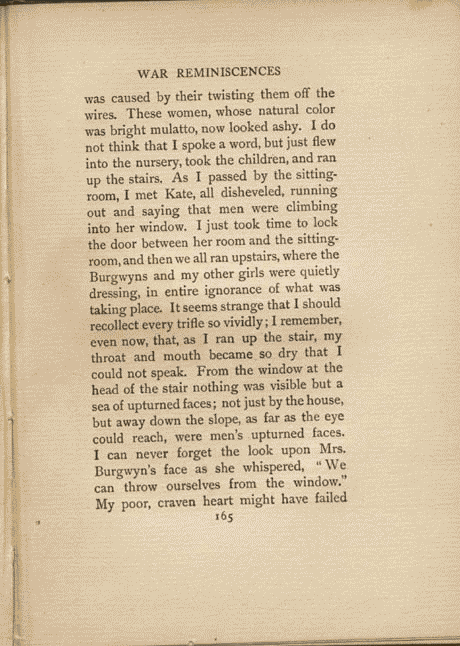 WAR REMINISCENCES
was caused by their twisting them off the
wires. These women, whose natural color
was bright mulatto, now looked ashy. I do
not think that I spoke a word, but just flew
into the nursery, took the children, and ran
up the stairs. As I passed by the sitting-
room, I met Kate, all disheveled, running
out and saying that men were climbing
into her window. I just took time to lock
the door between her room and the sitting-
room, and then we all ran upstairs, where the
Burgwyns and my other girls were quietly
dressing, in entire ignorance of what was
taking place. It seems strange that I should
recollect every trifle so vividly; I remember,
even now, that, as I ran up the stair, my
throat and mouth became so dry that I
could not speak. From the window at the
head of the stair nothing was visible but a
sea of upturned faces; not just by the house,
but away down the slope, as far as the eye
could reach, were men's upturned faces.
I can never forget the look upon Mrs.
Burgwyn's face as she whispered, "We
can throw ourselves from the window."
My poor, craven heart might have failed
165